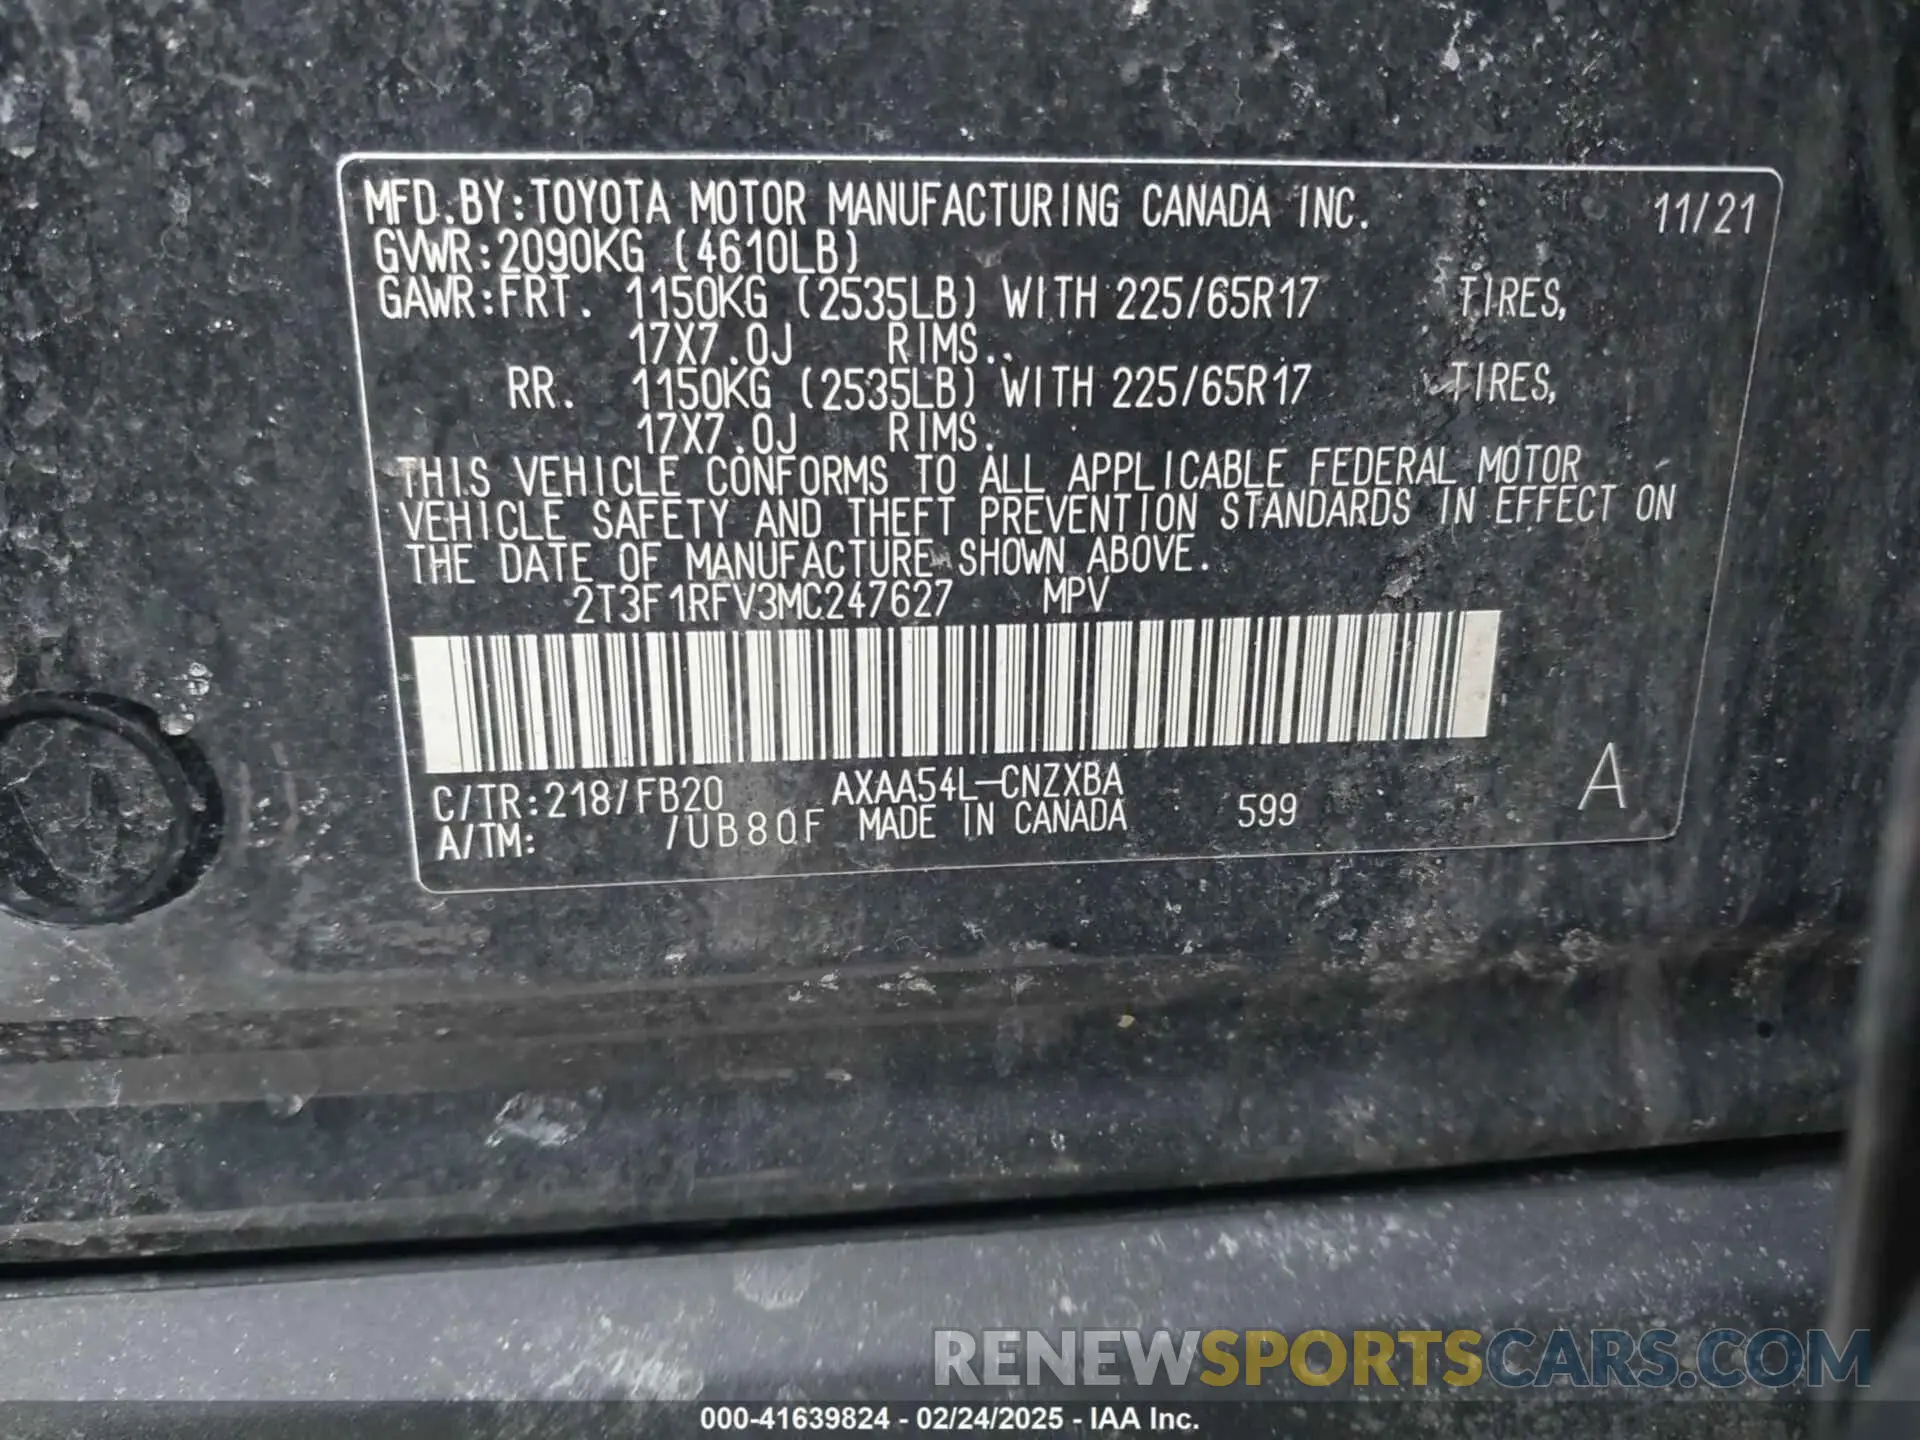 MFD.BY:TOYOTA MOTOR MANUFACTURING CANADA INC. 11/21
GVWR:2090KG (4610LB)
GAWR:FRT. 1150KG (2535LB) WITH 225/65R17 TIRES,
17X7.0J RIMS.
RR. 1150KG (2535LB) WITH 225/65R17 TIRES,
17X7.0J RIMS.
THIS VEHICLE CONFORMS TO ALL APPLICABLE FEDERAL MOTOR
VEHICLE SAFETY AND THEFT PREVENTION STANDARDS IN EFFECT ON
THE DATE OF MANUFACTURE SHOWN ABOVE.
2T3F1RFV3MC247627 MPV
C/TR:218/FB20 AXAA54L-CNZXBA
A/TM: /UB80F MADE IN CANADA 599 A
RENEWSPORTSCARS.COM
000-41639824 - 02/24/2025 - IAA Inc.